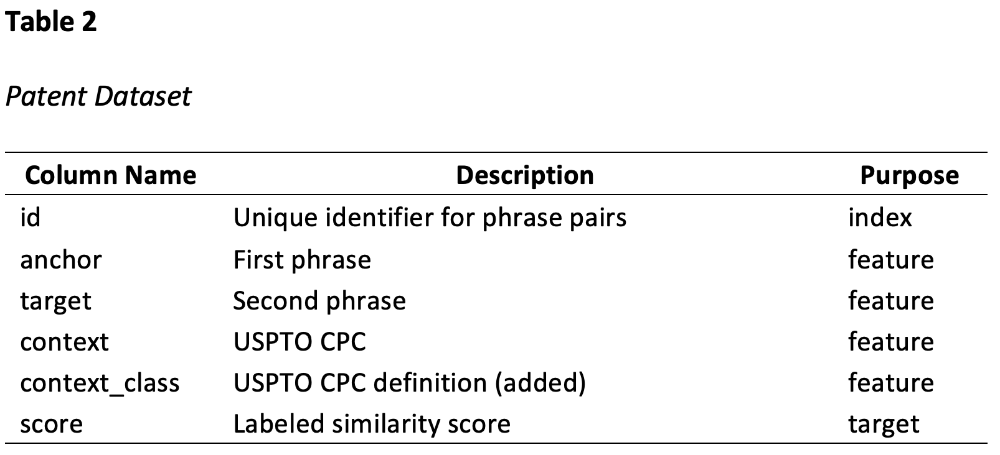 Table 2
Patent Dataset
Column Name Description Purpose
id Unique identifier for phrase pairs index
anchor First phrase feature
target Second phrase feature
context USPTO CPC feature
context_class USPTO CPC definition (added) feature
score Labeled similarity score target